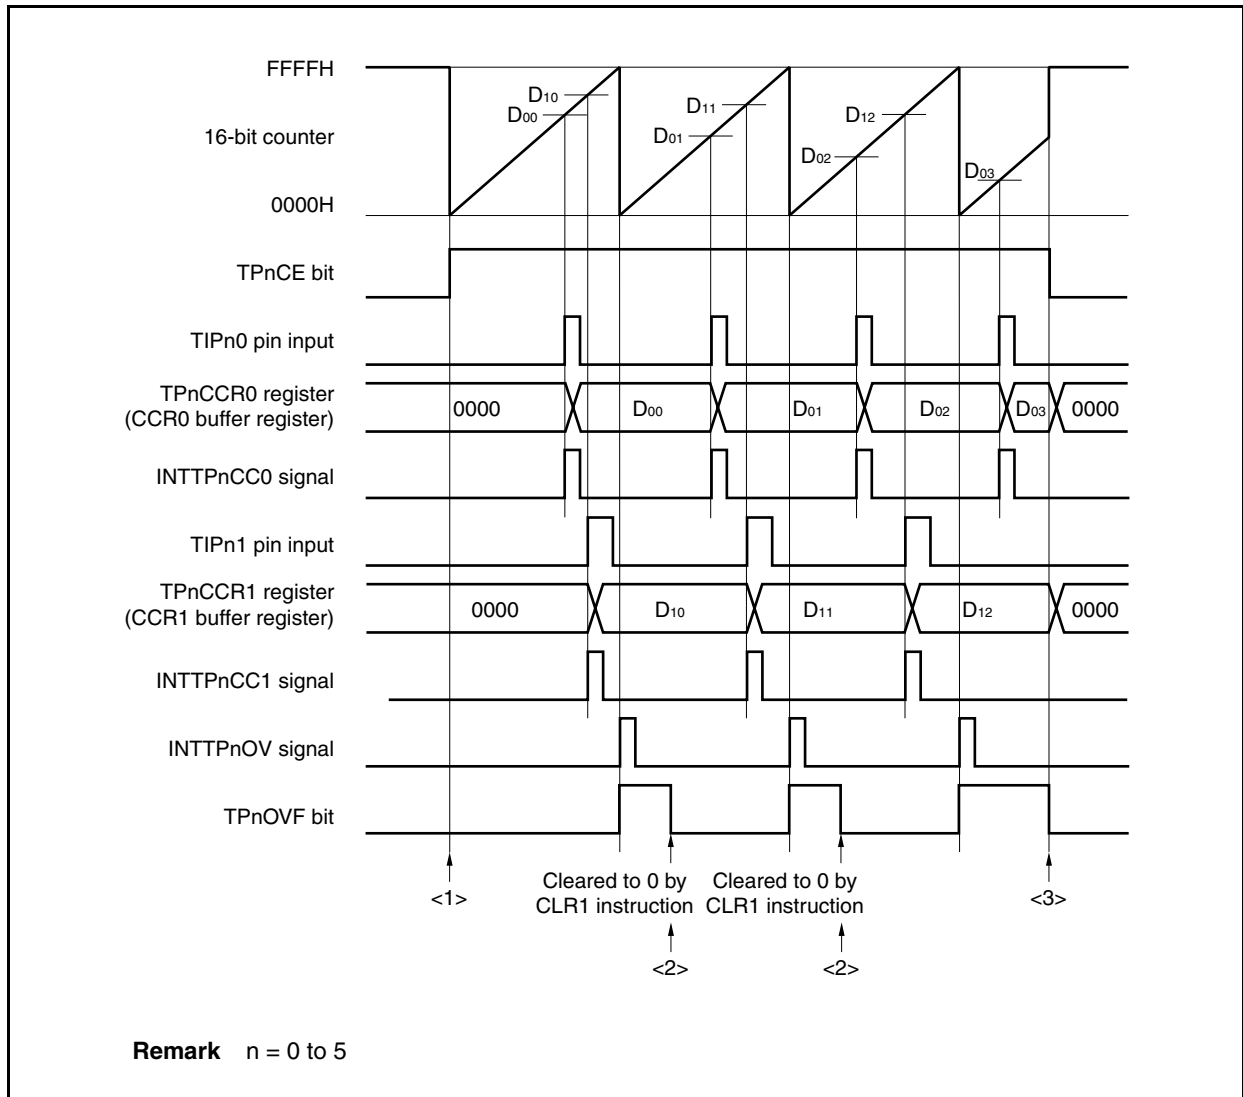 FFFFH
D10
D00
D11
D01
D12
D02
D03
16-bit counter
0000H
TPnCE bit
TIPn0 pin input
TPnCCR0 register
(CCR0 buffer register)
0000 D00 D01 D02 D03 0000
INTTPnCC0 signal
TIPn1 pin input
TPnCCR1 register
(CCR1 buffer register)
0000 D10 D11 D12 0000
INTTPnCC1 signal
INTTPnOV signal
TPnOVF bit
<1>
Cleared to 0 by
CLR1 instruction
<2>
Cleared to 0 by
CLR1 instruction
<2>
<3>
Remark n = 0 to 5